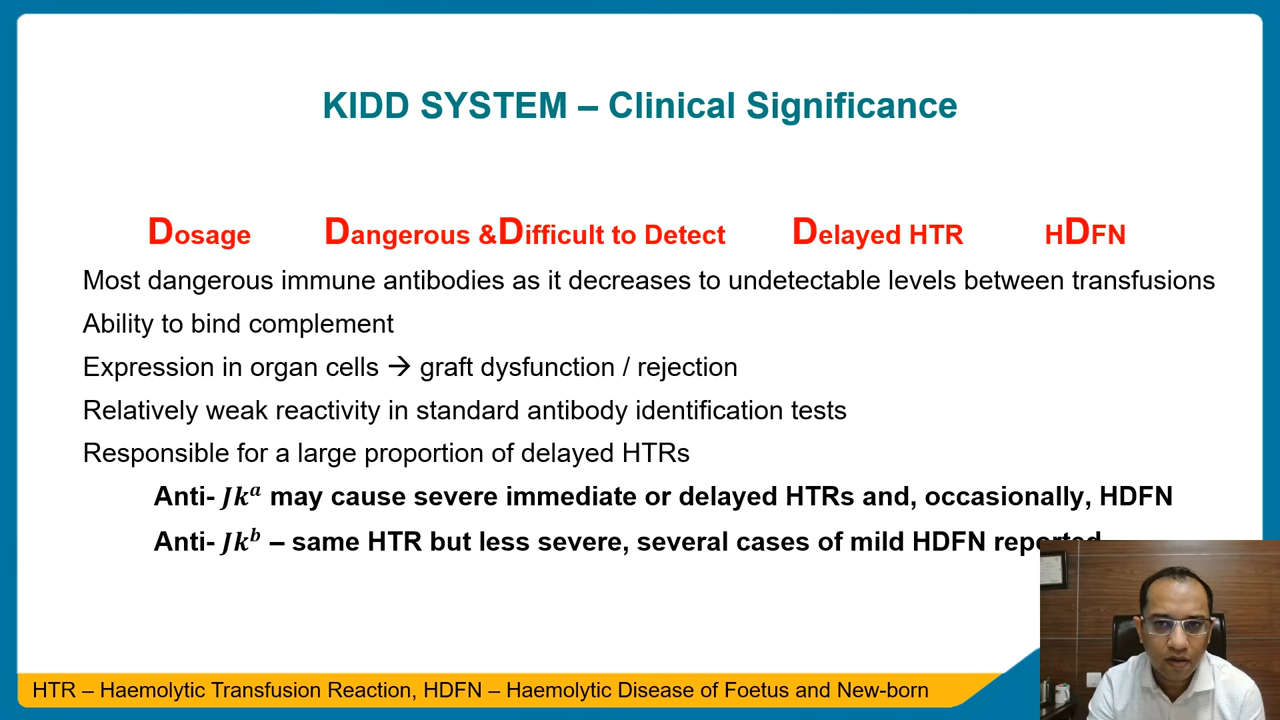 KIDD SYSTEM – Clinical Significance
Dosage Dangerous &Difficult to Detect Delayed HTR HDFN
Most dangerous immune antibodies as it decreases to undetectable levels between transfusions
Ability to bind complement
Expression in organ cells → graft dysfunction / rejection
Relatively weak reactivity in standard antibody identification tests
Responsible for a large proportion of delayed HTRs
Anti- Jkᵃ may cause severe immediate or delayed HTRs and, occasionally, HDFN
Anti- Jkᵇ – same HTR but less severe, several cases of mild HDFN reported
HTR – Haemolytic Transfusion Reaction, HDFN – Haemolytic Disease of Foetus and New-born